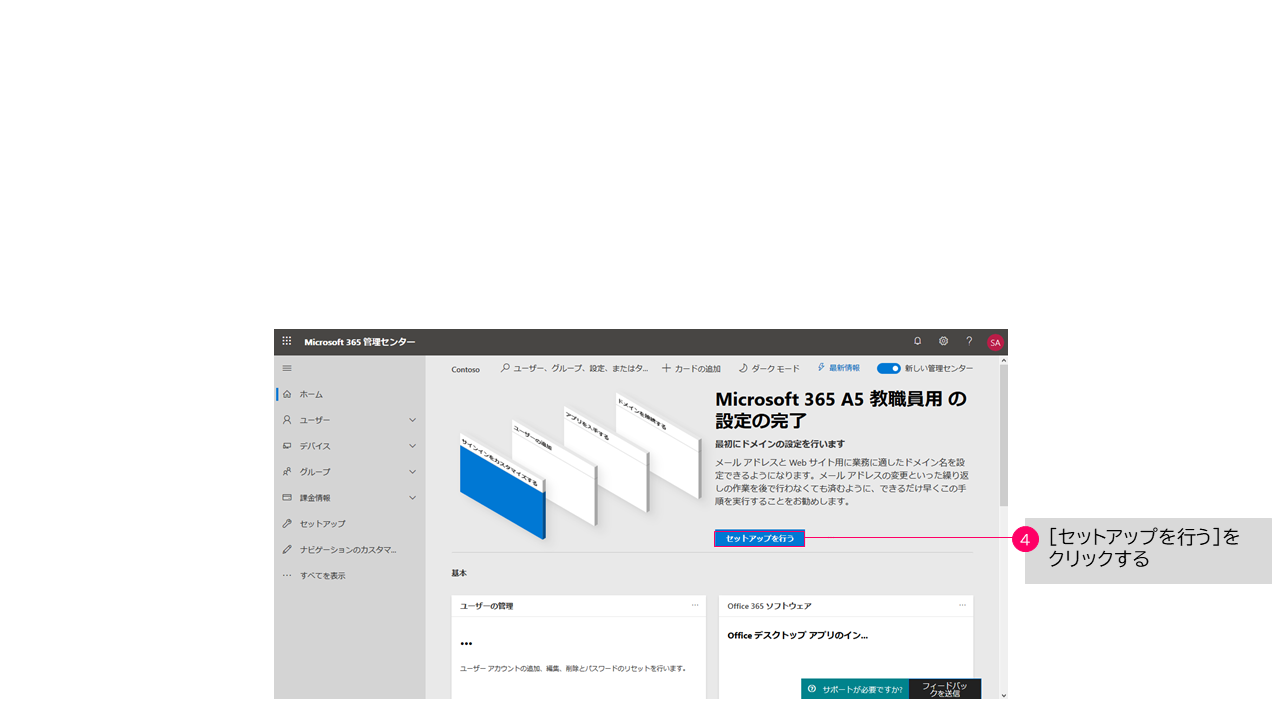 Microsoft 365 管理センター
?
SA
Contoso
ユーザー、グループ、設定、またはタ...
カードの追加
ダーク モード
最新情報
新しい管理センター
ホーム
ユーザー
デバイス
グループ
課金情報
セットアップ
ナビゲーションのカスタマ...
すべてを表示
サインインをカスタマイズする
ユーザーの追加
アプリを入手する
ドメインを接続する
Microsoft 365 A5 教職員用 の
設定の完了
最初にドメインの設定を行います
メール アドレスと Web サイト用に業務に適したドメイン名を設
定できるようになります。メール アドレスの変更といった繰り返
しの作業を後で行わなくても済むように、できるだけ早くこの手
順を実行することをお勧めします。
セットアップを行う
4
[セットアップを行う]を
クリックする
基本
ユーザーの管理
...
ユーザー アカウントの追加、編集、削除とパスワードのリセットを行います。
Office 365 ソフトウェア
Office デスクトップ アプリのイン...
サポートが必要ですか?
フィードバッ
クを送信